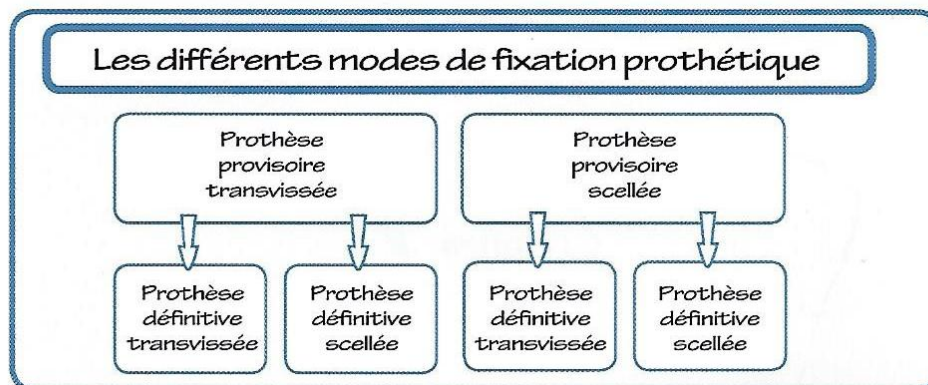 Les différents modes de fixation prothétique
Prothèse
provisoire
transvissée
Prothèse
provisoire
scellée
Prothèse
définitive
transvissée
Prothèse
définitive
scellée
Prothèse
définitive
transvissée
Prothèse
définitive
scellée